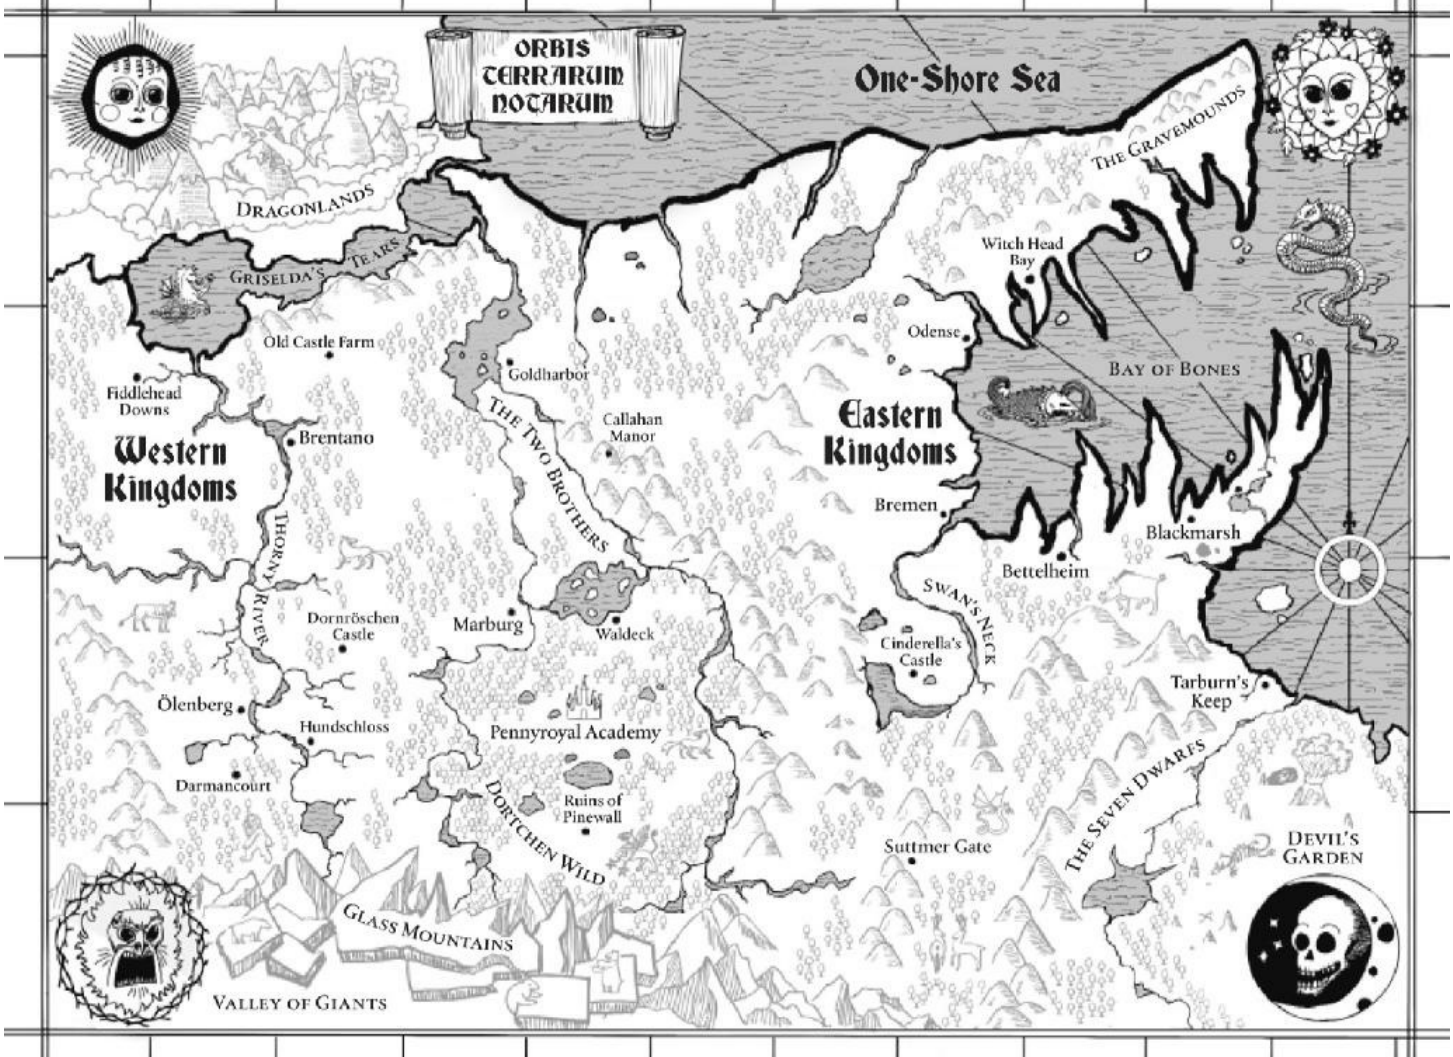 ORBIS
TERRARUM
NOTARUM
One-Shore Sea
THE GRAVEMOUNDS
DRAGONLANDS
GRISELDA'S TEARS
Witch Head
Bay
Old Castle Farm
Odense
Goldharbor
BAY OF BONES
Fiddlehead
Downs
THE TWO BROTHERS
Callahan
Manor
Eastern
Kingdoms
Western
Kingdoms
Brentano
Bremen
THORNY RIVER
Blackmarsh
Bettelheim
SWAN'S NECK
Dornröschen
Castle
Marburg
Waldeck
Cinderella's
Castle
Tarburn's
Keep
Ölenberg
Hundschloss
Pennyroyal Academy
Darmancourt
DORTCHEN WILD
Ruins of
Pinewall
THE SEVEN DWARFS
Suttmer Gate
DEVIL'S
GARDEN
GLASS MOUNTAINS
VALLEY OF GIANTS